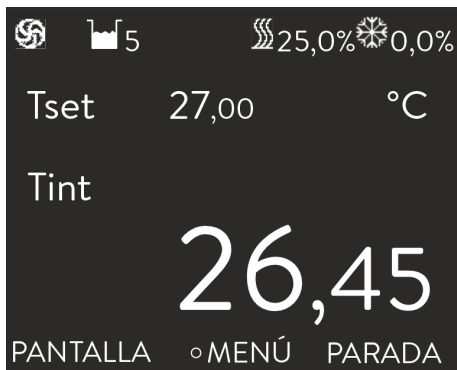 5 25,0% 0,0%
Tset 27,00 °C
Tint
26,45
PANTALLA ○MENÚ PARADA